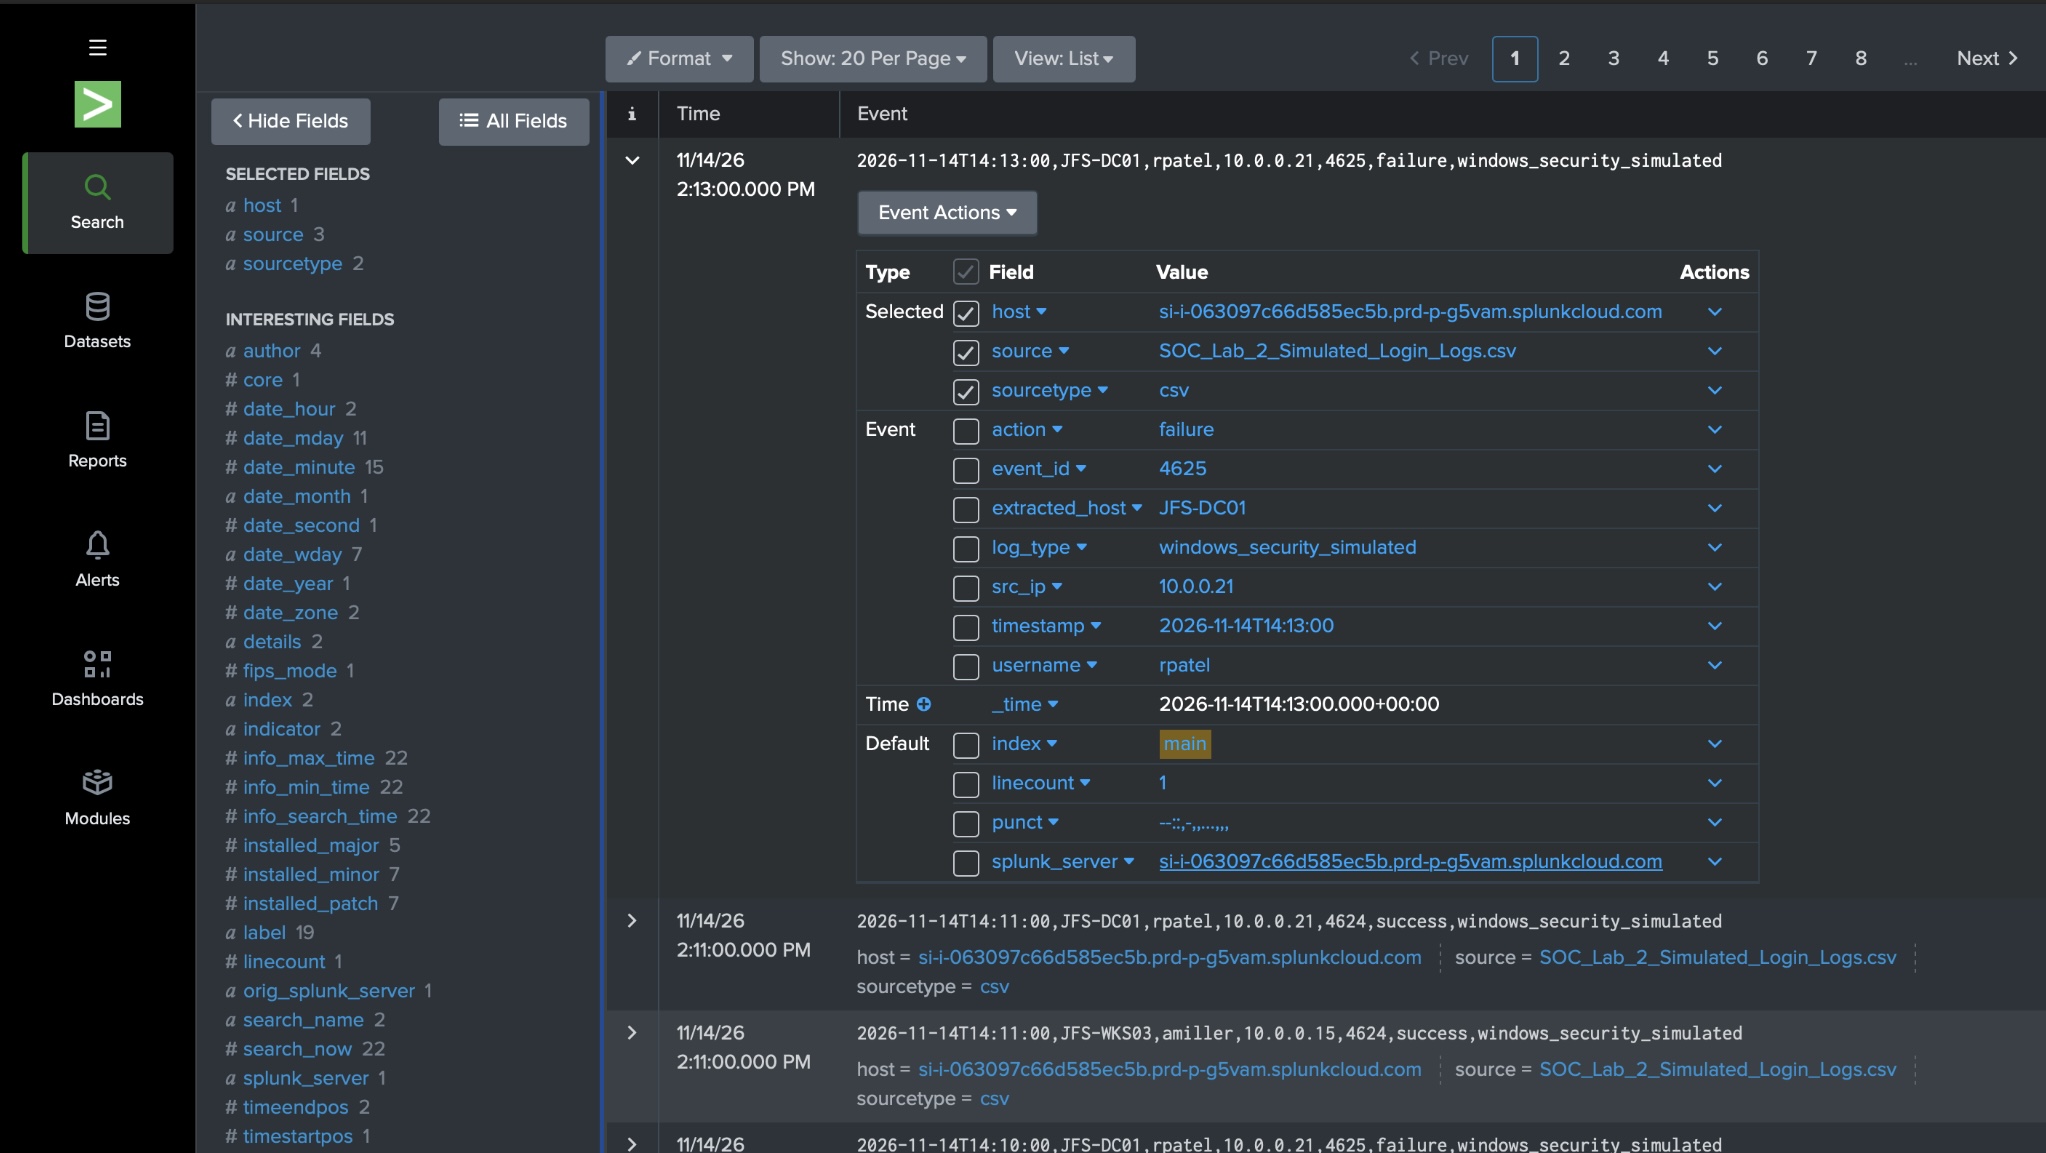 Format
Show: 20 Per Page
View: List
Prev 1 2 3 4 5 6 7 8 ... Next
Search
Datasets
Reports
Alerts
Dashboards
Modules
Hide Fields
All Fields
SELECTED FIELDS
a host 1
a source 3
a sourcetype 2
INTERESTING FIELDS
a author 4
# core 1
# date_hour 2
# date_mday 11
# date_minute 15
a date_month 1
# date_second 1
a date_wday 7
# date_year 1
# date_zone 2
a details 2
# fips_mode 1
a index 2
a indicator 2
# info_max_time 22
# info_min_time 22
# info_search_time 22
# installed_major 5
# installed_minor 7
# installed_patch 7
a label 19
# linecount 1
a orig_splunk_server 1
a search_name 2
# search_now 22
a splunk_server 1
# timeendpos 2
# timestartpos 1
i Time Event
11/14/26
2:13:00.000 PM
2026-11-14T14:13:00,JFS-DC01,rpatel,10.0.0.21,4625,failure,windows_security_simulated
Event Actions
Type Field Value Actions
Selected host si-i-063097c66d585ec5b.prd-p-g5vam.splunkcloud.com
source SOC_Lab_2_Simulated_Login_Logs.csv
sourcetype csv
Event action failure
event_id 4625
extracted_host JFS-DC01
log_type windows_security_simulated
src_ip 10.0.0.21
timestamp 2026-11-14T14:13:00
username rpatel
Time _time 2026-11-14T14:13:00.000+00:00
Default index main
linecount 1
punct --::,-,,...,,,
splunk_server si-i-063097c66d585ec5b.prd-p-g5vam.splunkcloud.com
11/14/26
2:11:00.000 PM
2026-11-14T14:11:00,JFS-DC01,rpatel,10.0.0.21,4624,success,windows_security_simulated
host = si-i-063097c66d585ec5b.prd-p-g5vam.splunkcloud.com source = SOC_Lab_2_Simulated_Login_Logs.csv
sourcetype = csv
11/14/26
2:11:00.000 PM
2026-11-14T14:11:00,JFS-WKS03,amiller,10.0.0.15,4624,success,windows_security_simulated
host = si-i-063097c66d585ec5b.prd-p-g5vam.splunkcloud.com source = SOC_Lab_2_Simulated_Login_Logs.csv
sourcetype = csv
11/14/26
2026-11-14T14:10:00,JFS-DC01,rpatel,10.0.0.21,4625,failure,windows_security_simulated